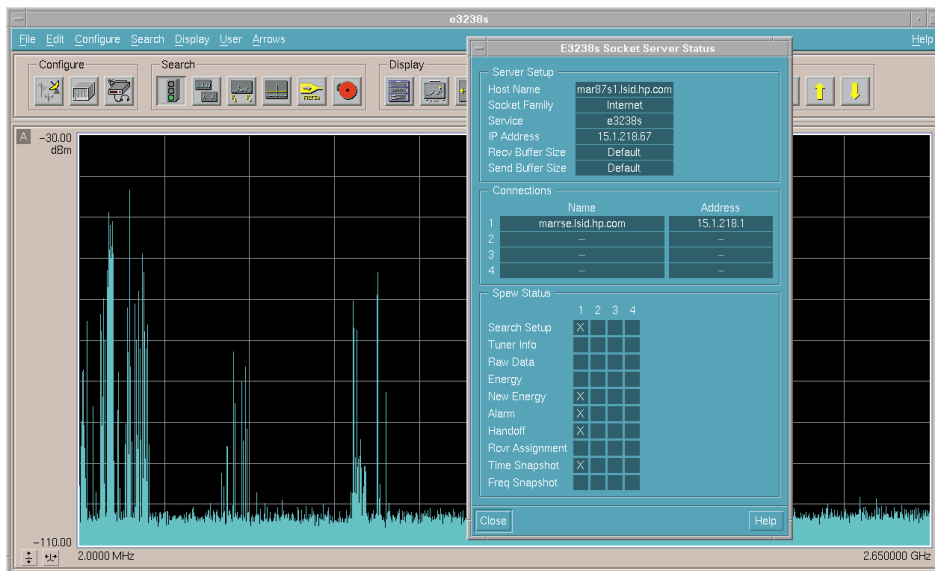 e3238s
File Edit Configure Search Display User Arrows Help
Configure Search Display
A -30.00
dBm
-110.00
2.0000 MHz 2.650000 GHz
E3238s Socket Server Status
Server Setup
Host Name mar87s1.lsid.hp.com
Socket Family Internet
Service e3238s
IP Address 15.1.218.67
Recv Buffer Size Default
Send Buffer Size Default
Connections
Name Address
1 marrse.lsid.hp.com 15.1.218.1
2 --- ---
3 --- ---
4 --- ---
Spew Status
1 2 3 4
Search Setup X
Tuner Info
Raw Data
Energy
New Energy X
Alarm X
Handoff X
Rcvr Assignment
Time Snapshot X
Freq Snapshot
Close Help